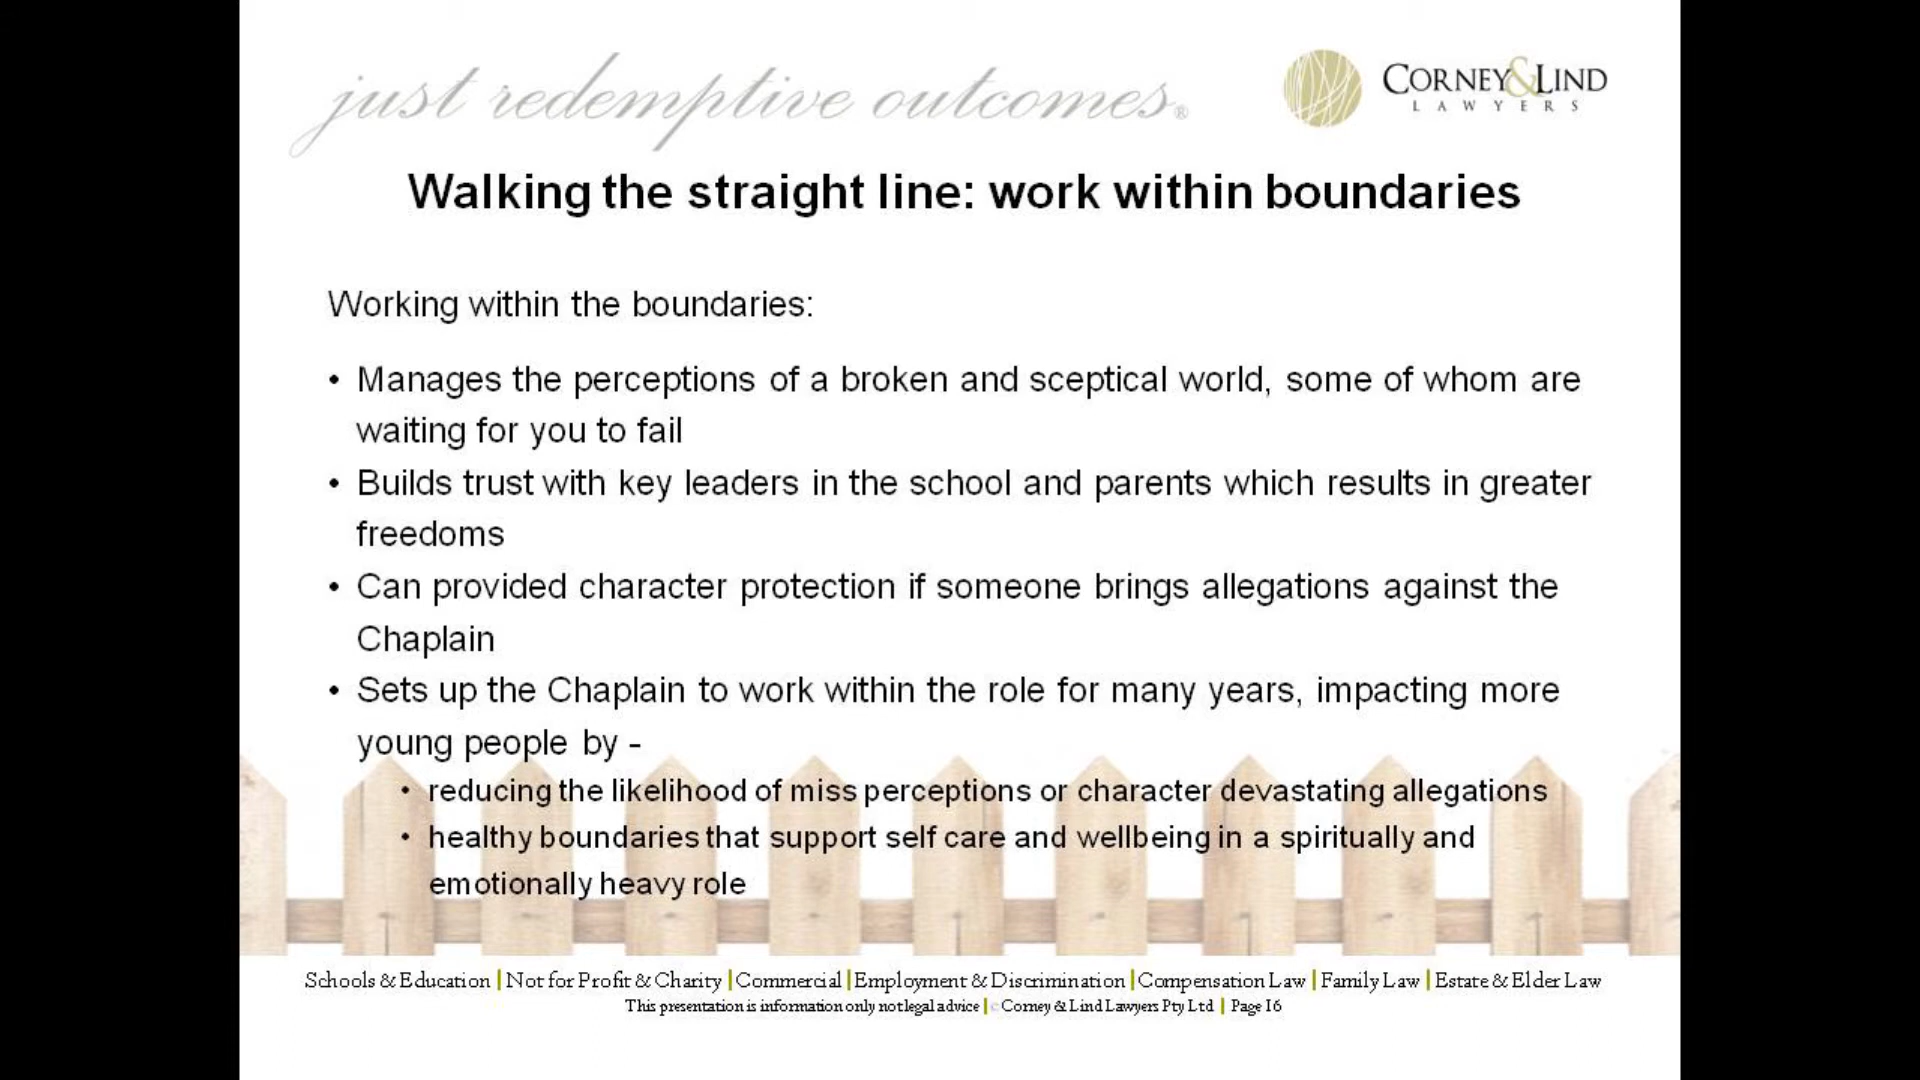 just redemptive outcomes®
CORNEY&LIND
LAWYERS
Walking the straight line: work within boundaries
Working within the boundaries:
• Manages the perceptions of a broken and sceptical world, some of whom are
waiting for you to fail
• Builds trust with key leaders in the school and parents which results in greater
freedoms
• Can provided character protection if someone brings allegations against the
Chaplain
• Sets up the Chaplain to work within the role for many years, impacting more
young people by -
• reducing the likelihood of miss perceptions or character devastating allegations
• healthy boundaries that support self care and wellbeing in a spiritually and
emotionally heavy role
Schools & Education | Not for Profit & Charity | Commercial | Employment & Discrimination | Compensation Law | Family Law | Estate & Elder Law
This presentation is information only not legal advice | © Corney & Lind Lawyers Pty Ltd | Page 16